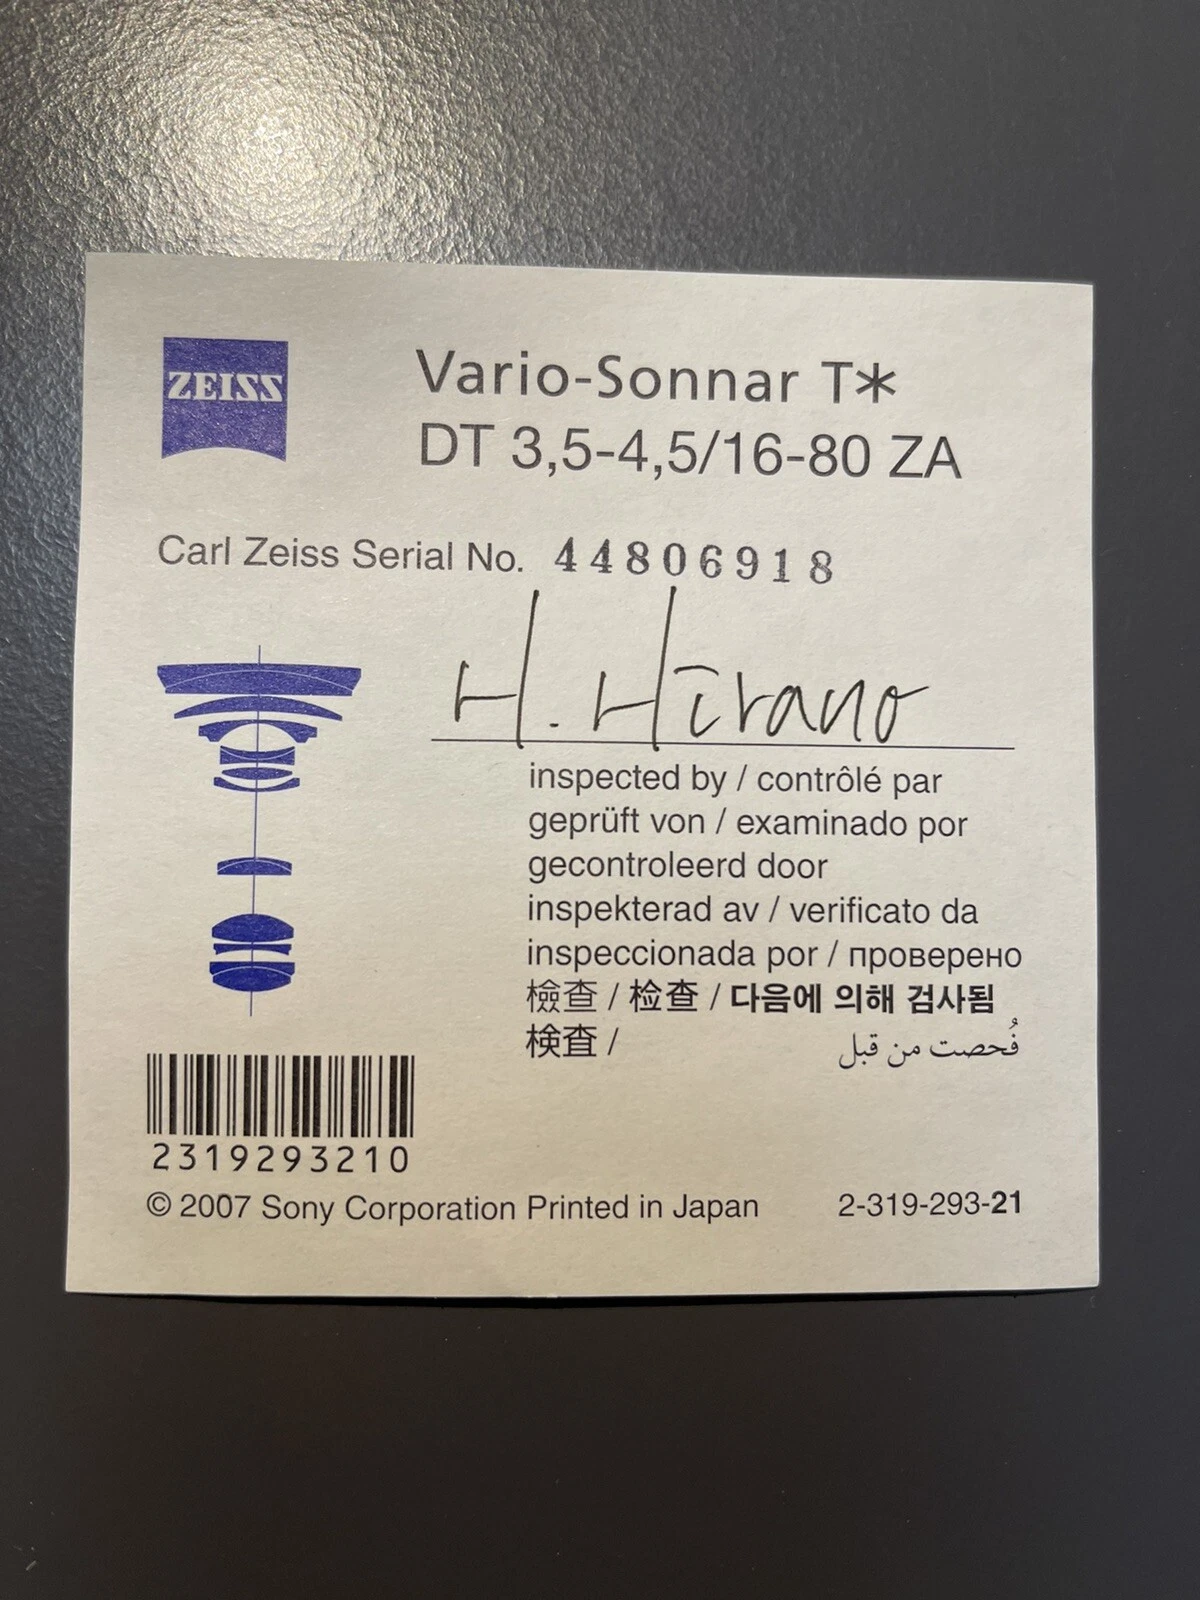 ZEISS
Vario-Sonnar T*
DT 3,5-4,5/16-80 ZA
Carl Zeiss Serial No. 44806918
H. Hirano
inspected by / contrôlé par
geprüft von / examinado por
gecontroleerd door
inspekterad av / verificato da
inspeccionada por / проверено
檢查 / 检查 / 다음에 의해 검사됨
検査 / فُحصت من قبل
2319293210
© 2007 Sony Corporation Printed in Japan 2-319-293-21